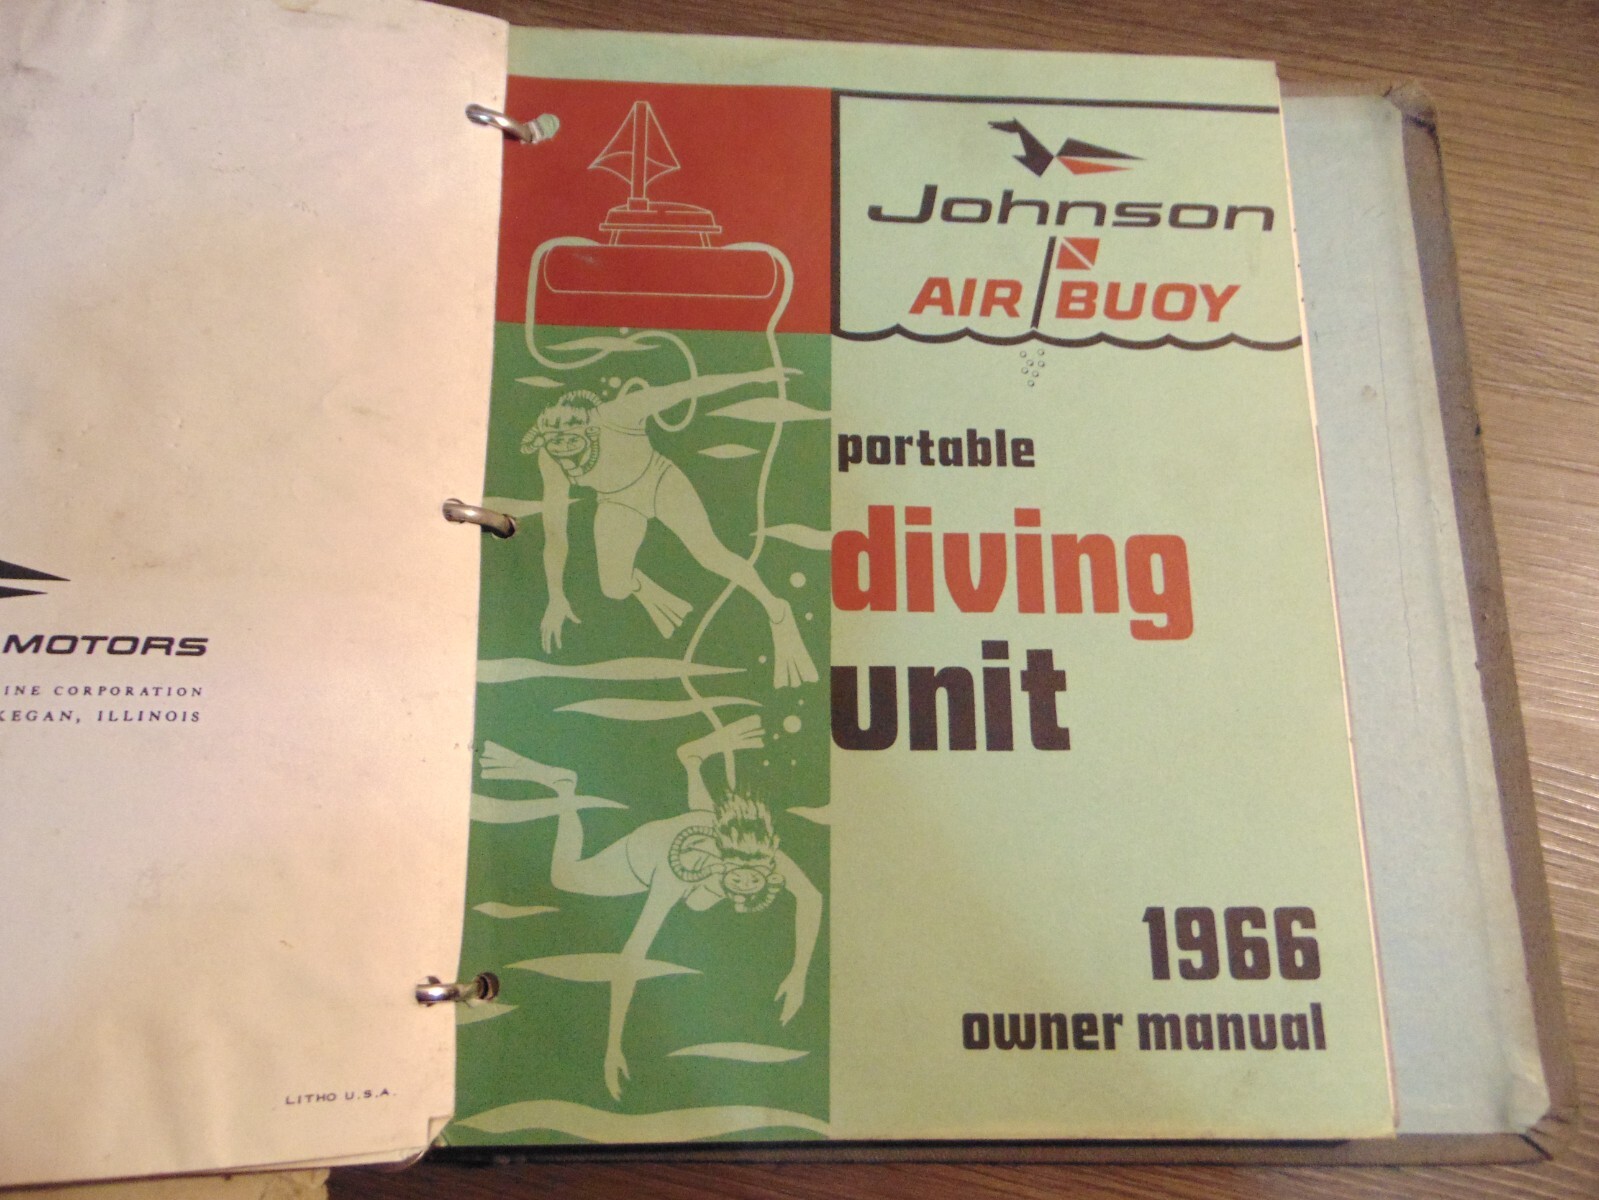 MOTORS
INE CORPORATION
KEGAN, ILLINOIS
LITHO U.S.A.
Johnson
AIR BUOY
portable
diving
unit
1966
owner manual